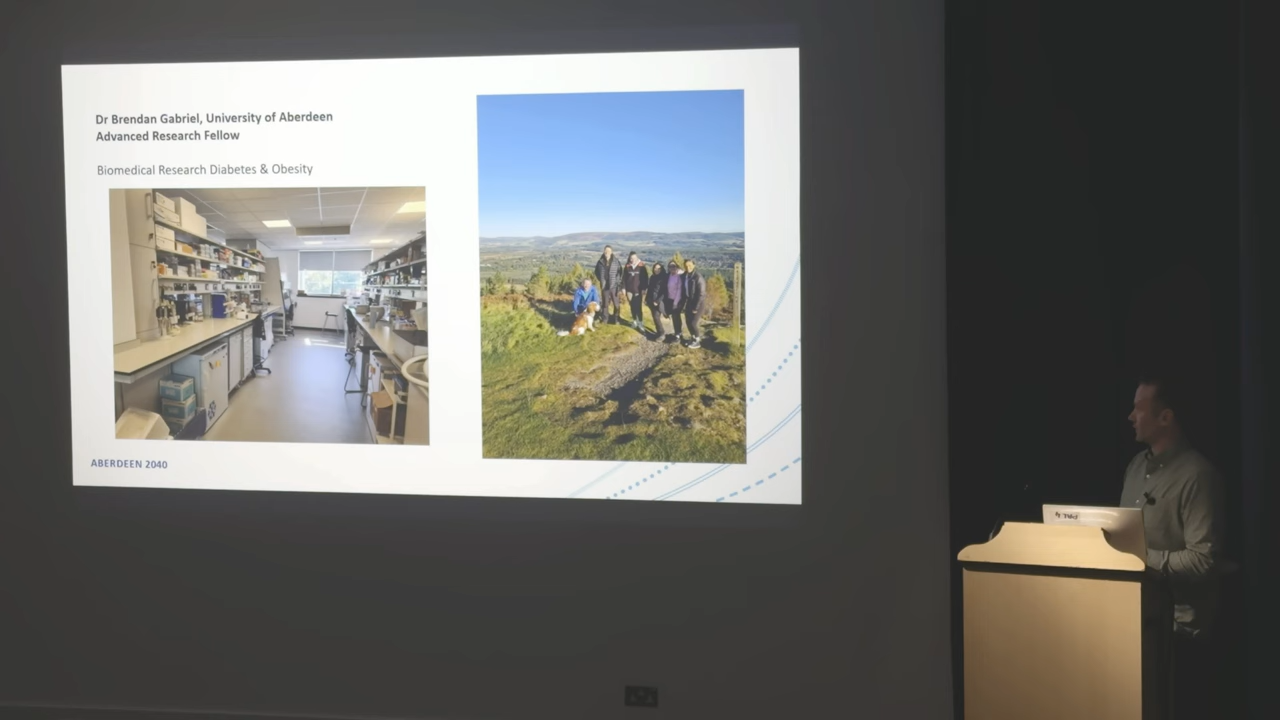 Dr Brendan Gabriel, University of Aberdeen
Advanced Research Fellow
Biomedical Research Diabetes & Obesity
ABERDEEN 2040